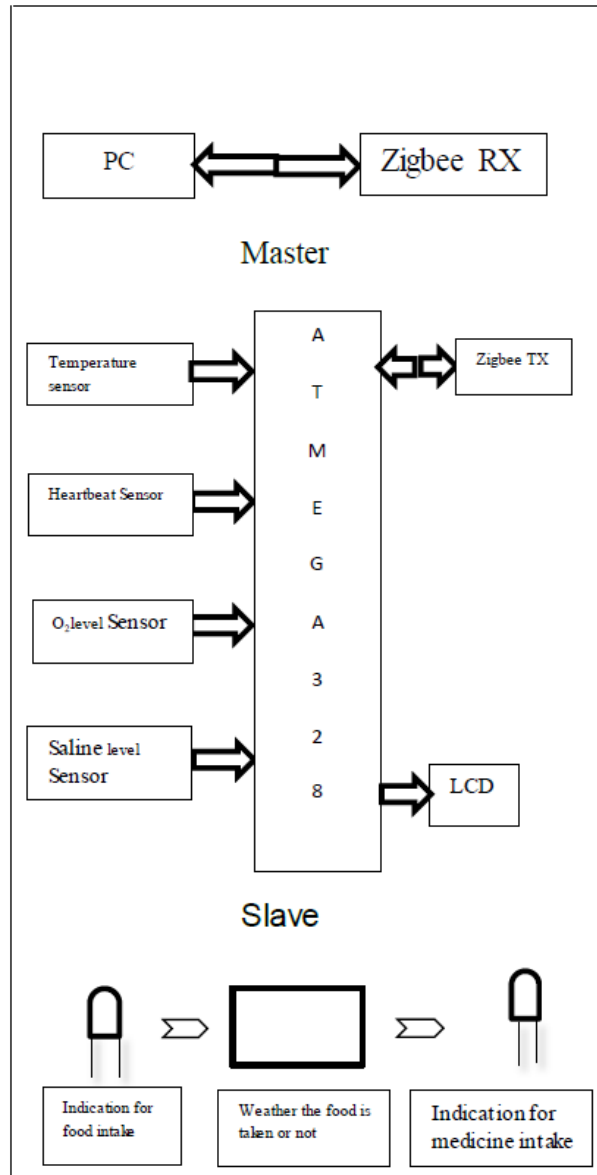 PC
Zigbee RX
Master
A
T
M
E
G
A
3
2
8
Temperature
sensor
Zigbee TX
Heartbeat Sensor
O₂level Sensor
Saline level
Sensor
LCD
Slave
Indication for
food intake
Weather the food is
taken or not
Indication for
medicine intake